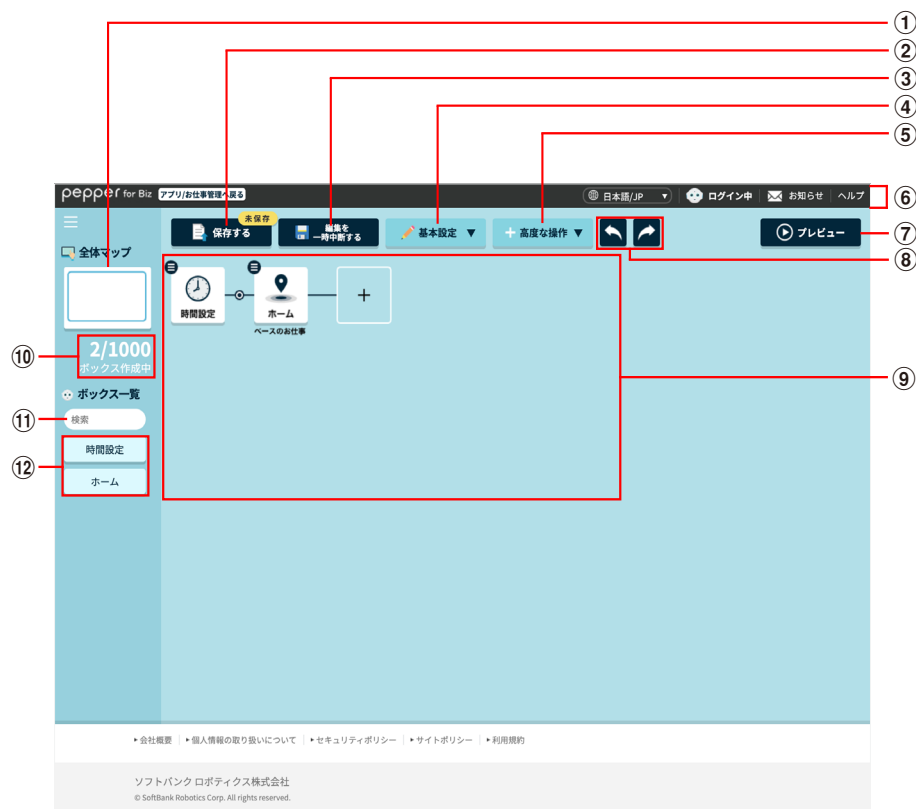 ①
②
③
④
⑤
pepper for Biz アプリ/お仕事管理へ戻る 日本語/JP ▼ ログイン中 お知らせ ヘルプ
⑥
未保存
保存する
編集を
一時中断する
基本設定 ▼
+ 高度な操作 ▼
プレビュー
⑦
⑧
全体マップ
時間設定
ホーム
+
ベースのお仕事
2/1000
ボックス作成中
⑩
⑨
ボックス一覧
検索
⑪
時間設定
⑫
ホーム
▶会社概要 ▶個人情報の取り扱いについて ▶セキュリティポリシー ▶サイトポリシー ▶利用規約
ソフトバンク ロボティクス株式会社
© SoftBank Robotics Corp. All rights reserved.